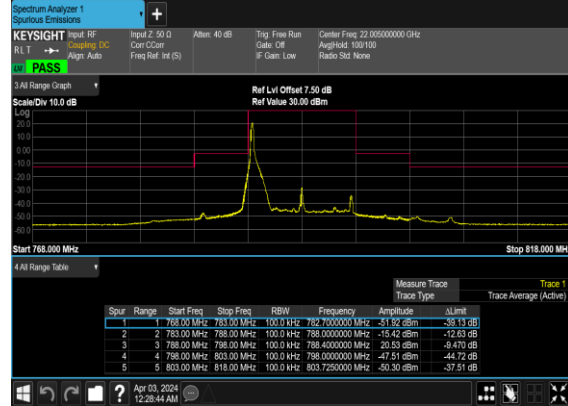 Spectrum Analyzer 1
Spurious Emissions
+
KEYSIGHT Input: RF Input Z: 50 Ω Atten: 40 dB Trig: Free Run Center Freq: 22.005000000 GHz
RLT Coupling: DC Corr CCorr Gate: Off Avg|Hold: 100/100
Align: Auto Freq Ref: Int (S) IF Gain: Low Radio Std: None
PASS
3 All Range Graph
Ref Lvl Offset 7.50 dB
Scale/Div 10.0 dB Ref Value 30.00 dBm
Log
20.0
10.0
0.00
-10.0
-20.0
-30.0
-40.0
-50.0
-60.0
Start 768.000 MHz Stop 818.000 MHz
4 All Range Table
Measure Trace Trace 1
Trace Type Trace Average (Active)
Spur Range Start Freq Stop Freq RBW Frequency Amplitude ΔLimit
1 1 768.00 MHz 783.00 MHz 100.0 kHz 782.7000000 MHz -51.92 dBm -39.13 dB
2 2 783.00 MHz 788.00 MHz 100.0 kHz 788.0000000 MHz -15.42 dBm -12.63 dB
3 3 788.00 MHz 798.00 MHz 100.0 kHz 788.4000000 MHz 20.53 dBm -9.470 dB
4 4 798.00 MHz 803.00 MHz 100.0 kHz 798.0000000 MHz -47.51 dBm -44.72 dB
5 5 803.00 MHz 818.00 MHz 100.0 kHz 803.7250000 MHz -50.30 dBm -37.51 dB
? Apr 03, 2024
12:28:44 AM